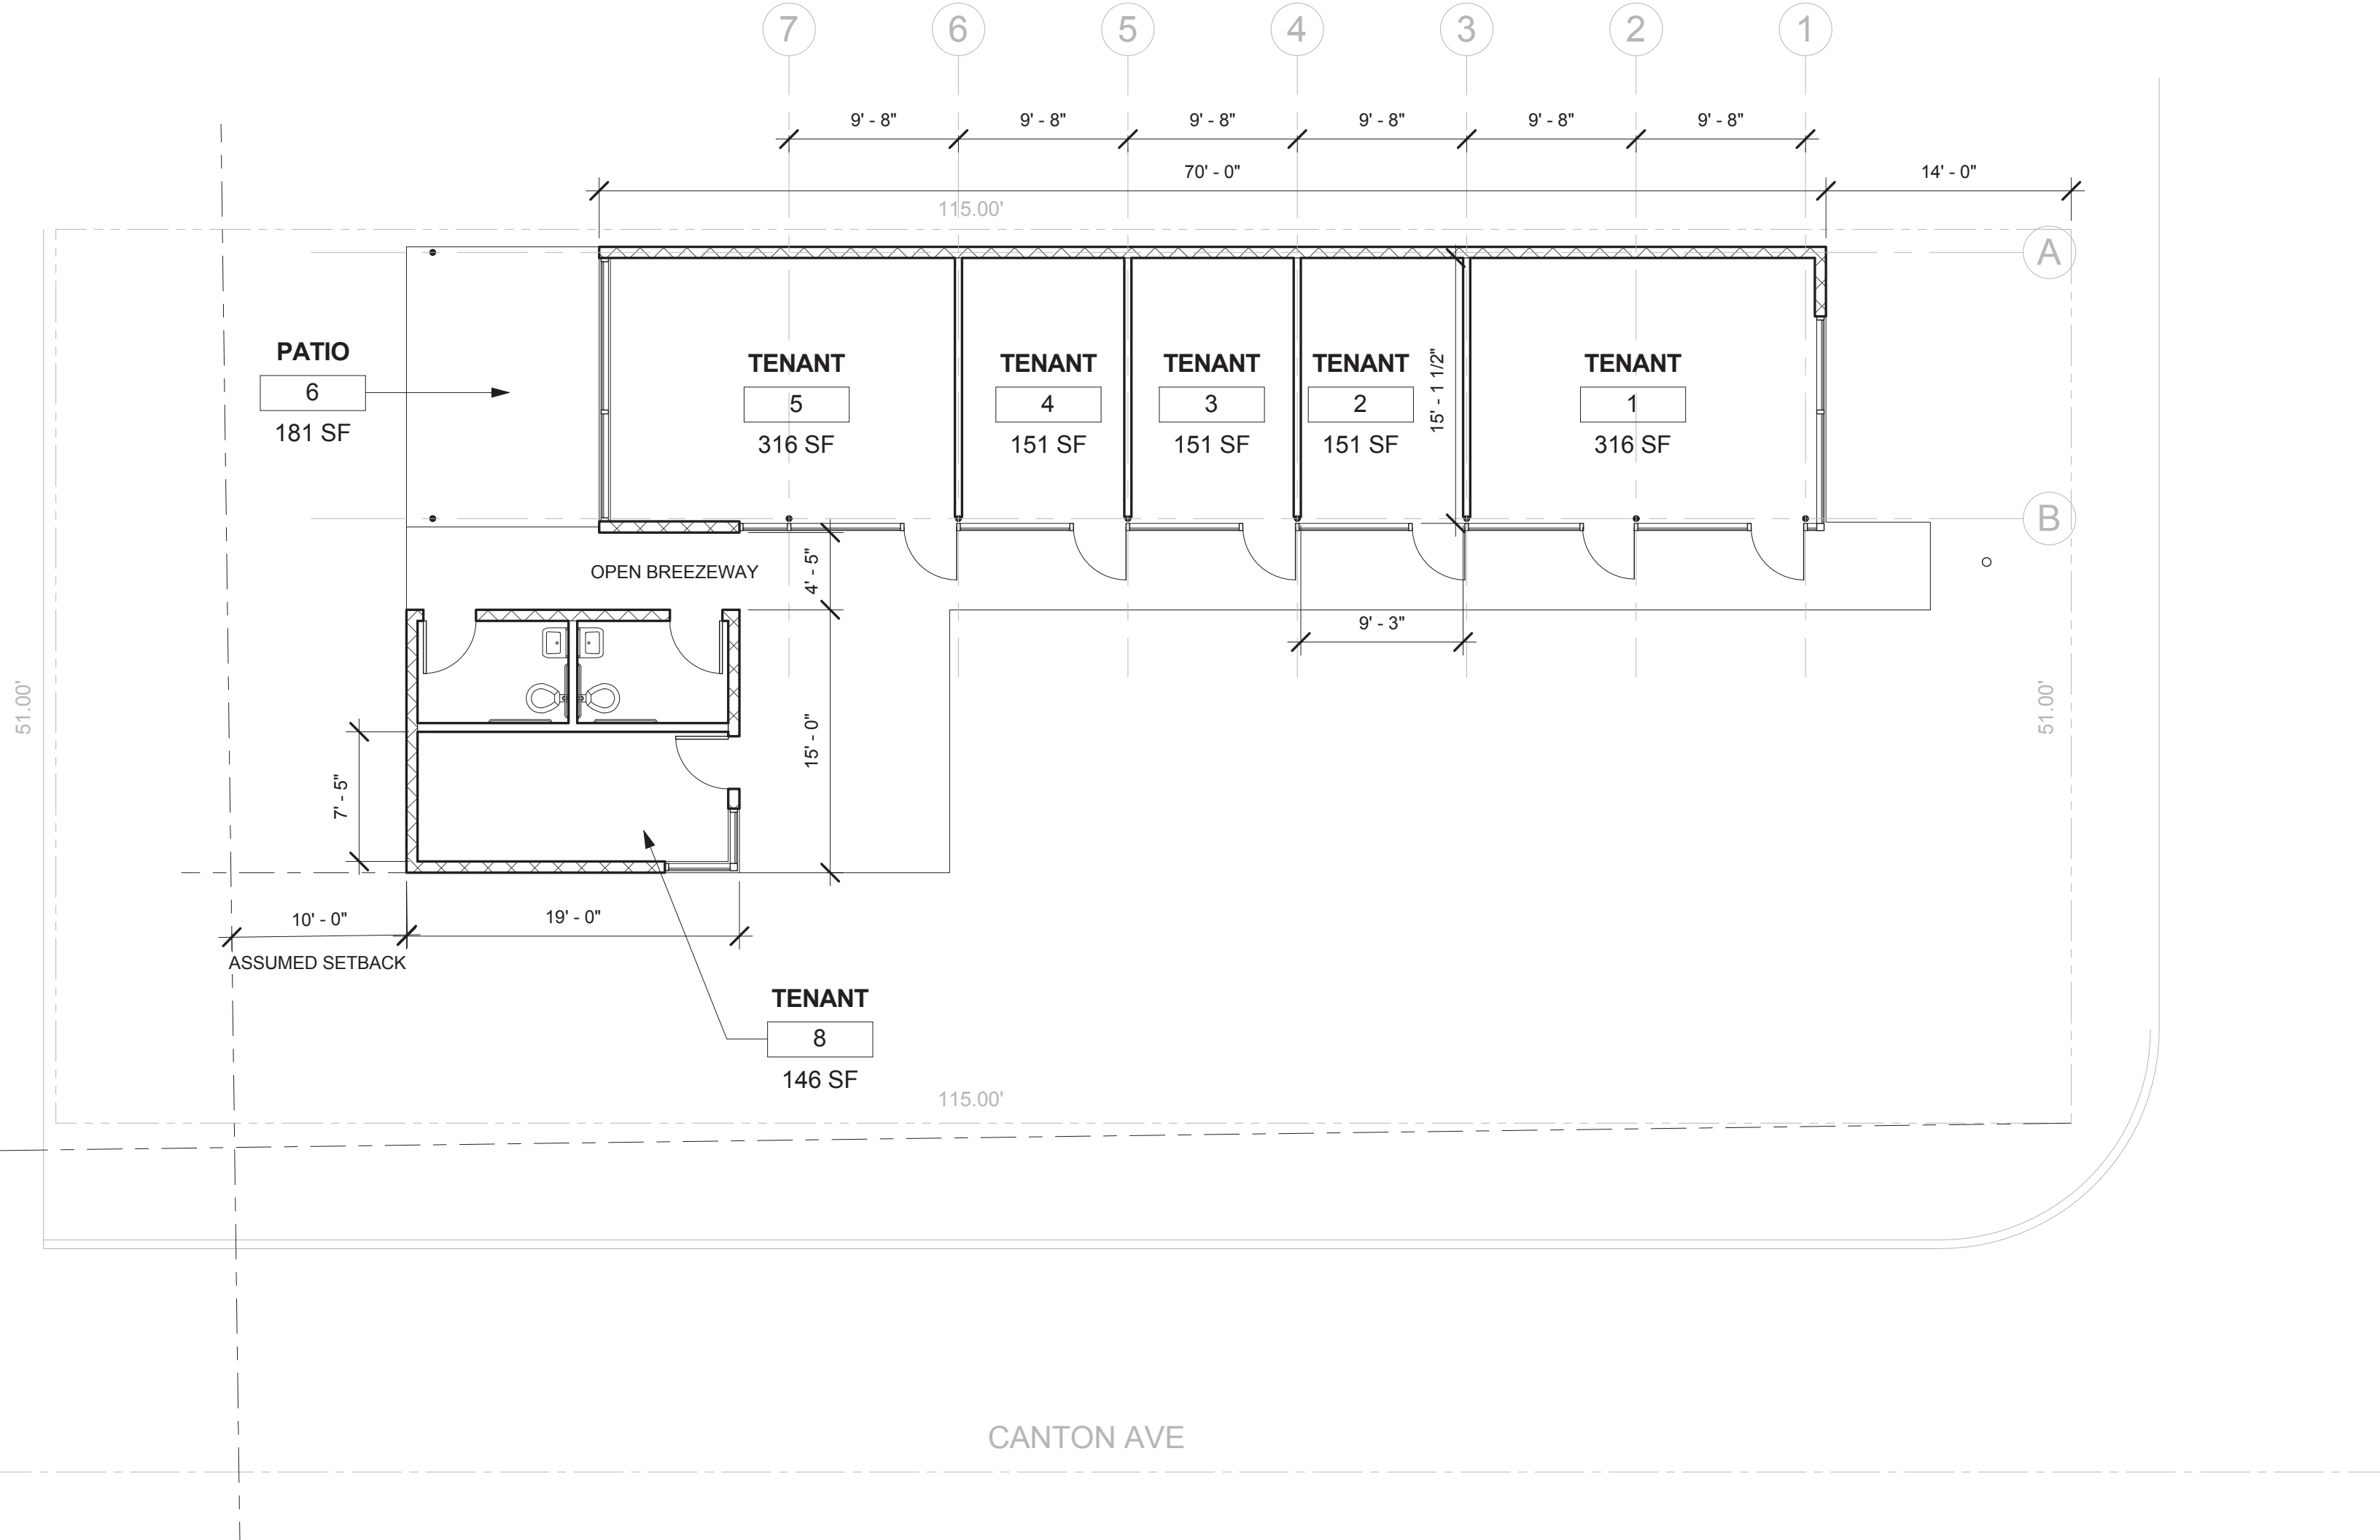 7 6 5 4 3 2 1
9' - 8" 9' - 8" 9' - 8" 9' - 8" 9' - 8" 9' - 8"
70' - 0" 14' - 0"
115.00'
A
PATIO
6
181 SF
TENANT
5
316 SF
TENANT
4
151 SF
TENANT
3
151 SF
TENANT
2
151 SF
15' - 1 1/2"
TENANT
1
316 SF
B
OPEN BREEZEWAY
4' - 5"
9' - 3"
51.00'
15' - 0"
51.00'
7' - 5"
10' - 0"
19' - 0"
ASSUMED SETBACK
TENANT
8
146 SF
115.00'
CANTON AVE